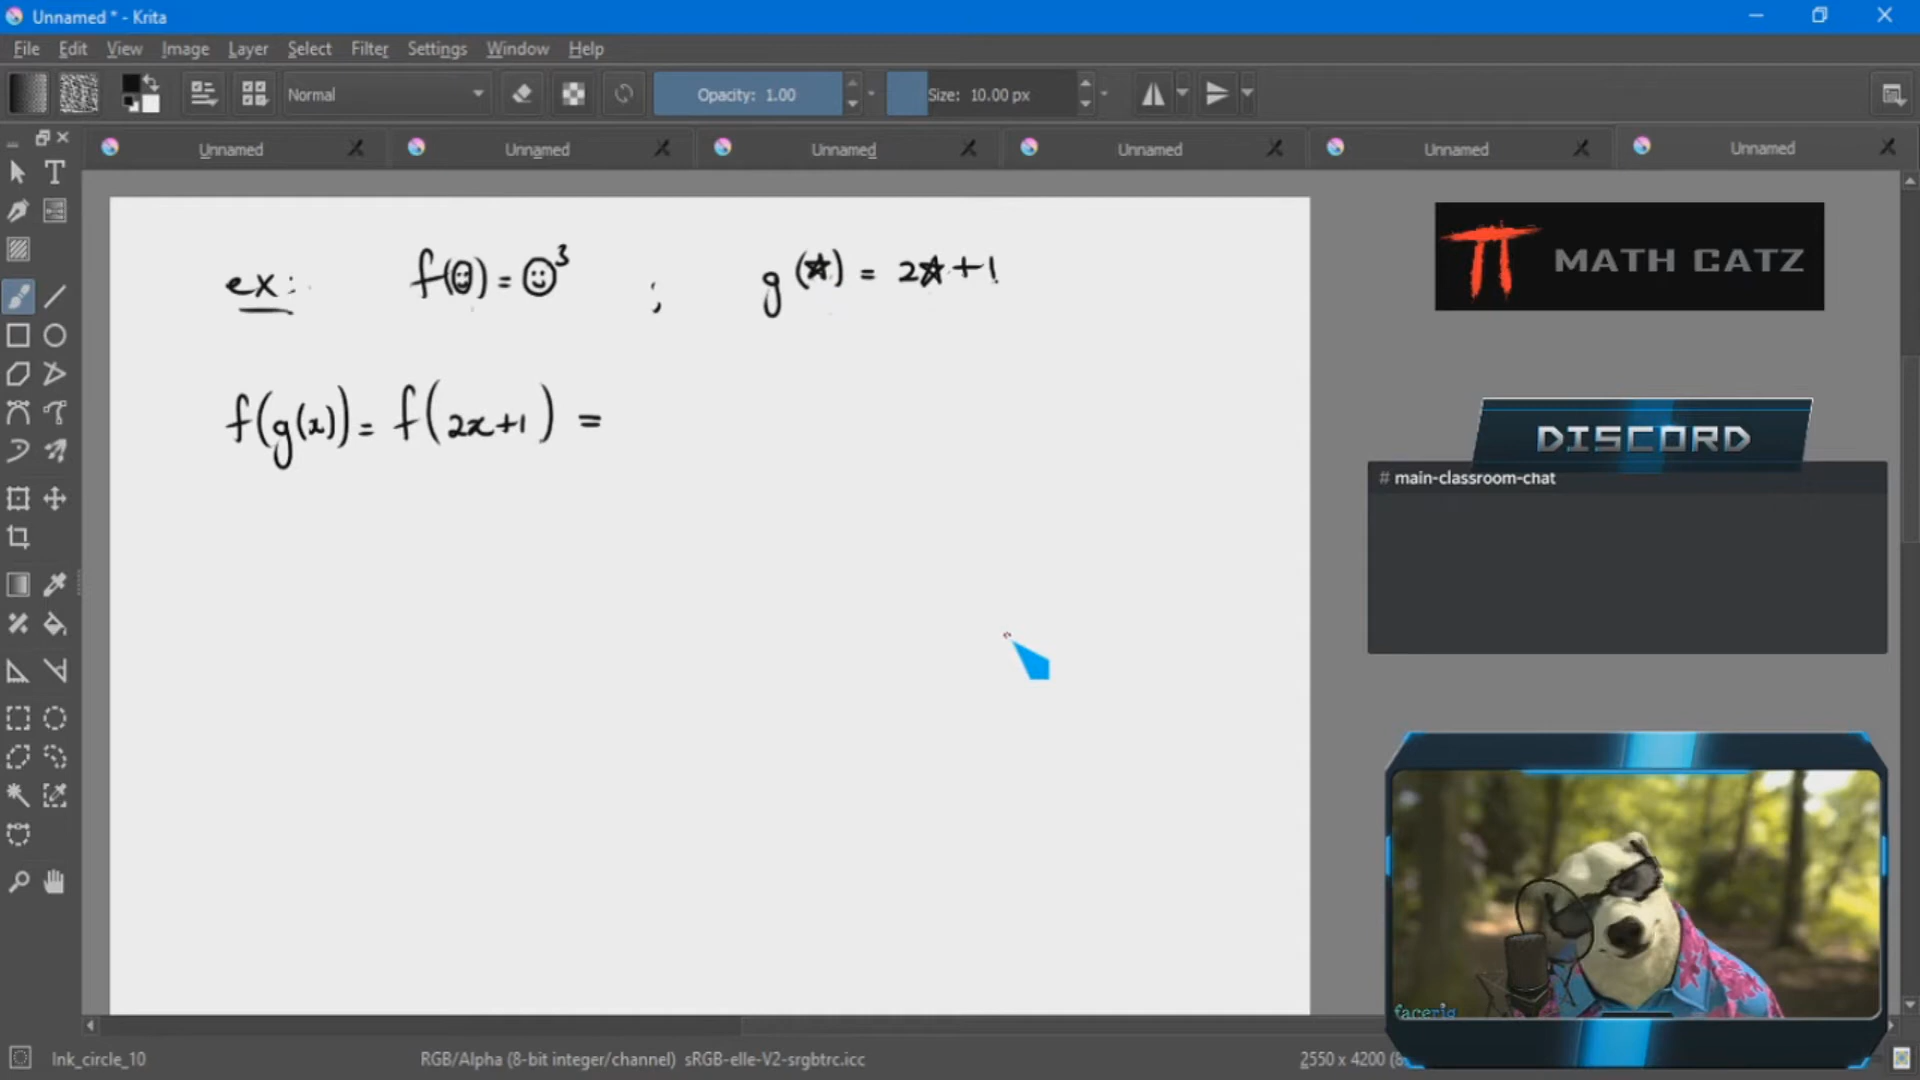 Unnamed * - Krita
File Edit View Image Layer Select Filter Settings Window Help
Normal Opacity: 1.00 Size: 10.00 px
Unnamed Unnamed Unnamed Unnamed Unnamed Unnamed
ex: f(☺) = ☺³ ; g(☆) = 2☆+1
f(g(x)) = f(2x+1) =
π MATH CATZ
DISCORD
# main-classroom-chat
facerig
Ink_circle_10 RGB/Alpha (8-bit integer/channel) sRGB-elle-V2-srgbtrc.icc 2550 x 4200 (8